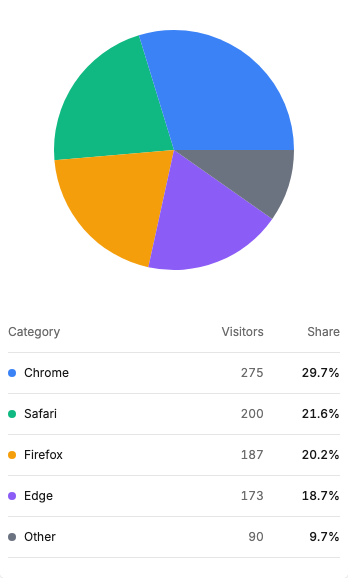 Category Visitors Share
Chrome 275 29.7%
Safari 200 21.6%
Firefox 187 20.2%
Edge 173 18.7%
Other 90 9.7%